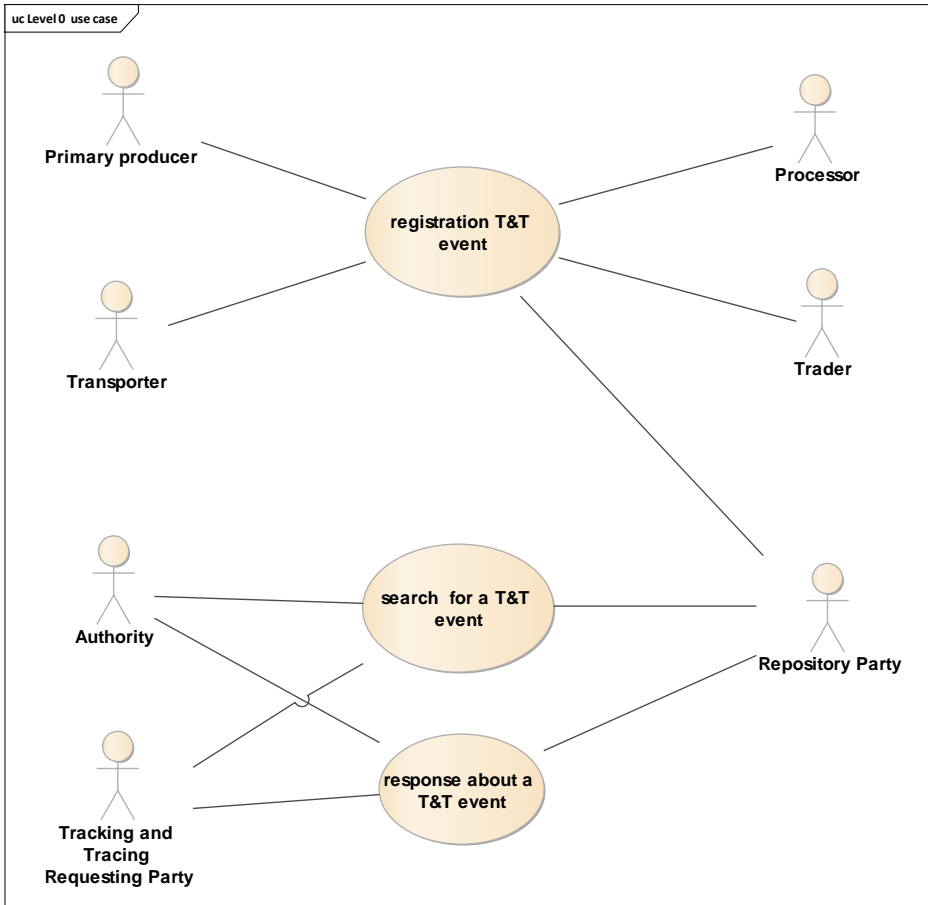 uc Level 0 use case
Primary producer
Processor
registration T&T
event
Transporter
Trader
Authority
search for a T&T
event
Repository Party
Tracking and
Tracing
Requesting Party
response about a
T&T event